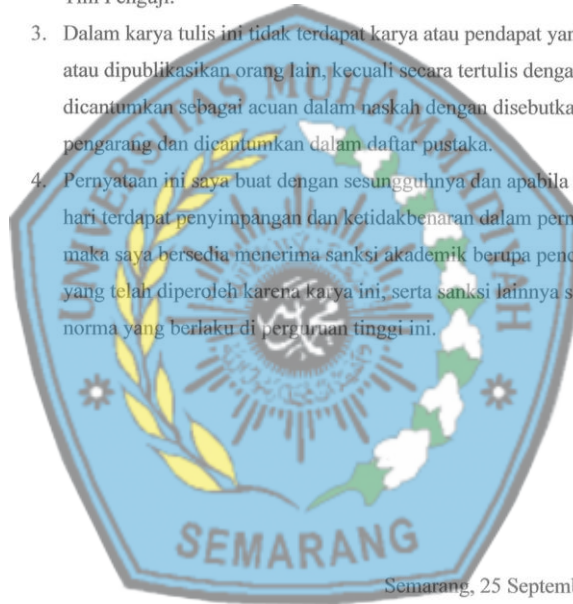 Tim Penguji.
3. Dalam karya tulis ini tidak terdapat karya atau pendapat yan
atau dipublikasikan orang lain, kecuali secara tertulis denga
dicantumkan sebagai acuan dalam naskah dengan disebutka
pengarang dan dicantumkan dalam daftar pustaka.
4. Pernyataan ini saya buat dengan sesungguhnya dan apabila
hari terdapat penyimpangan dan ketidakbenaran dalam pern
maka saya bersedia menerima sanksi akademik berupa penc
yang telah diperoleh karena karya ini, serta sanksi lainnya s
norma yang berlaku di perguruan tinggi ini.
UNIVERSITAS MUHAMMADIYAH
SEMARANG
Semarang, 25 Septemb